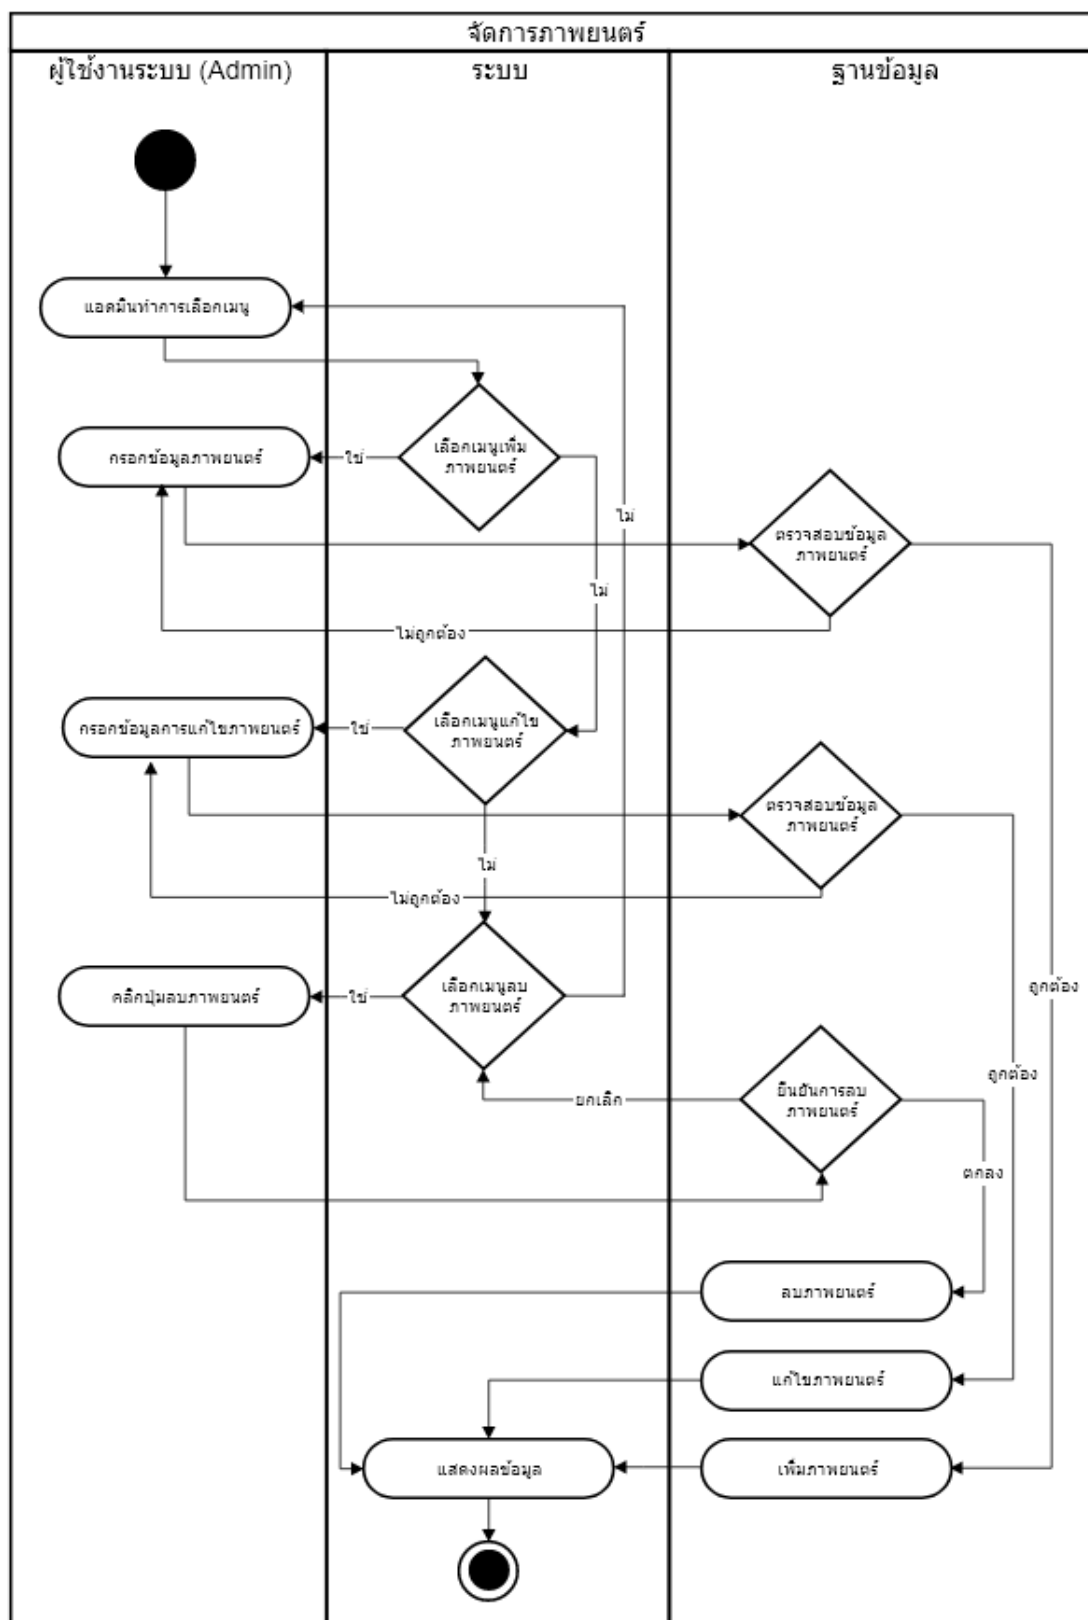 จัดการภาพยนตร์
ผู้ใช้งานระบบ (Admin)
ระบบ
ฐานข้อมูล
แอดมินทำการเลือกเมนู
เลือกเมนูเพิ่ม
ภาพยนตร์
ใช่
กรอกข้อมูลภาพยนตร์
ไม่
ตรวจสอบข้อมูล
ภาพยนตร์
ไม่
ไม่ถูกต้อง
เลือกเมนูแก้ไข
ภาพยนตร์
ใช่
กรอกข้อมูลการแก้ไขภาพยนตร์
ตรวจสอบข้อมูล
ภาพยนตร์
ไม่
ไม่ถูกต้อง
เลือกเมนูลบ
ภาพยนตร์
ใช่
คลิกปุ่มลบภาพยนตร์
ถูกต้อง
ถูกต้อง
ยกเลิก
ยืนยันการลบ
ภาพยนตร์
ตกลง
ลบภาพยนตร์
แก้ไขภาพยนตร์
แสดงผลข้อมูล
เพิ่มภาพยนตร์